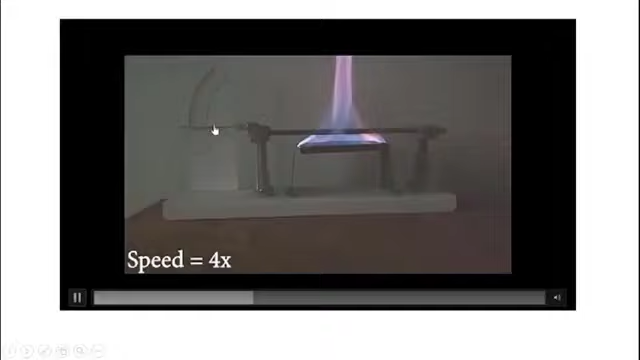 Speed = 4x